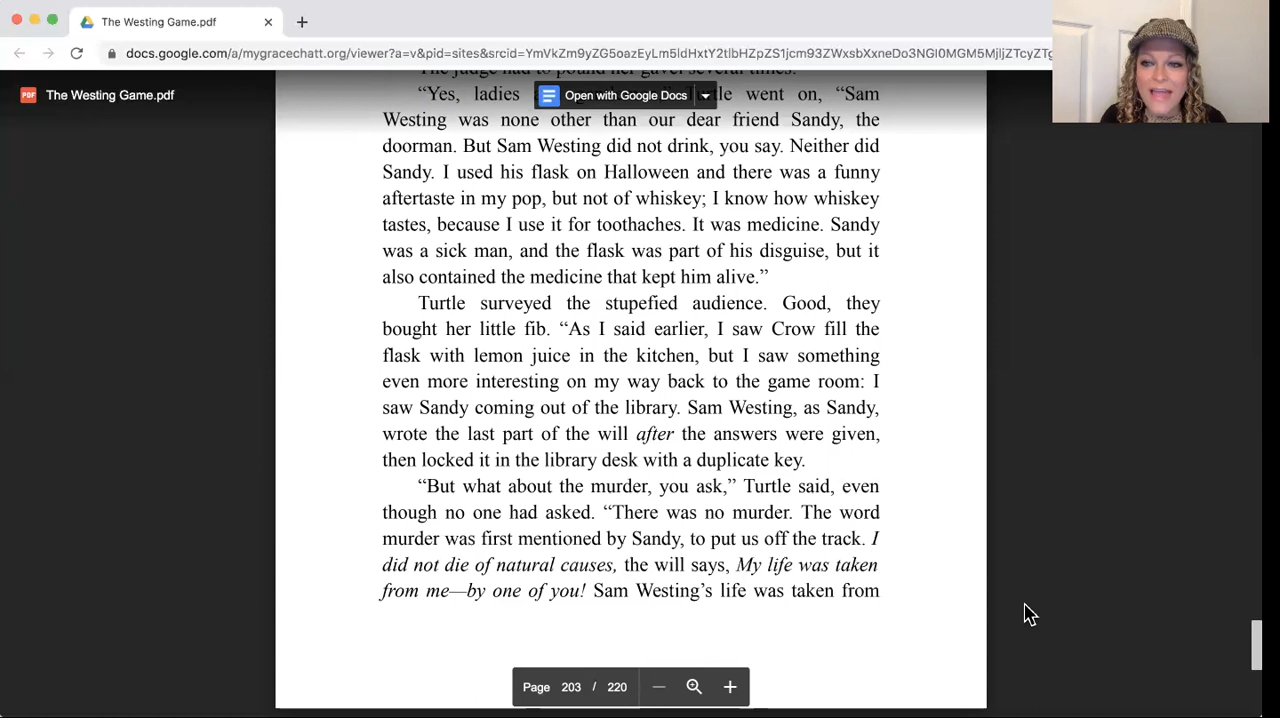 The Westing Game.pdf
docs.google.com/a/mygracechatt.org/viewer?a=v&pid=sites&srcid=
The Westing Game.pdf
Open with Google Docs
The judge had to pound her gavel several times.
“Yes, ladies went on, “Sam
Westing was none other than our dear friend Sandy, the
doorman. But Sam Westing did not drink, you say. Neither did
Sandy. I used his flask on Halloween and there was a funny
aftertaste in my pop, but not of whiskey; I know how whiskey
tastes, because I use it for toothaches. It was medicine. Sandy
was a sick man, and the flask was part of his disguise, but it
also contained the medicine that kept him alive.”
Turtle surveyed the stupefied audience. Good, they
bought her little fib. “As I said earlier, I saw Crow fill the
flask with lemon juice in the kitchen, but I saw something
even more interesting on my way back to the game room: I
saw Sandy coming out of the library. Sam Westing, as Sandy,
wrote the last part of the will after the answers were given,
then locked it in the library desk with a duplicate key.
“But what about the murder, you ask,” Turtle said, even
though no one had asked. “There was no murder. The word
murder was first mentioned by Sandy, to put us off the track. I
did not die of natural causes, the will says, My life was taken
from me—by one of you! Sam Westing’s life was taken from
Page 203 / 220